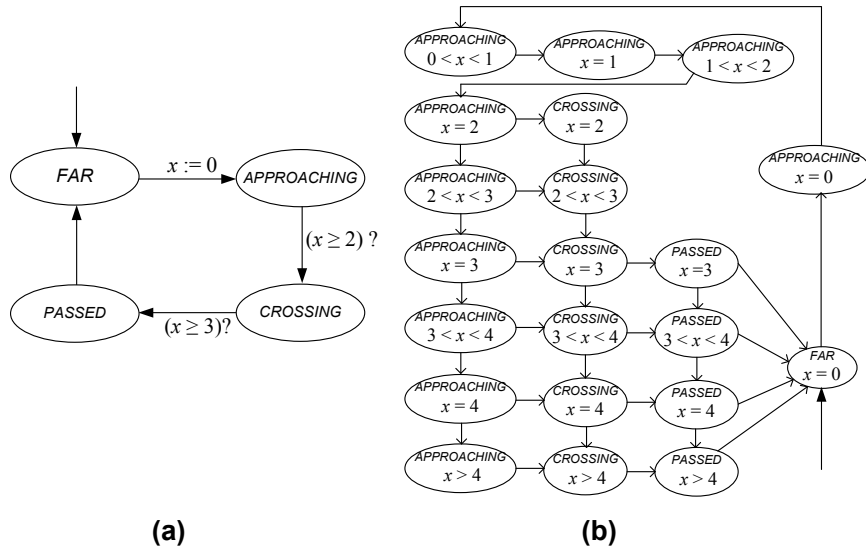 FAR
x := 0
APPROACHING
(x ≥ 2) ?
PASSED
(x ≥ 3)?
CROSSING
(a)
APPROACHING
0 < x < 1
APPROACHING
x = 1
APPROACHING
1 < x < 2
APPROACHING
x = 2
CROSSING
x = 2
APPROACHING
x = 0
APPROACHING
2 < x < 3
CROSSING
2 < x < 3
APPROACHING
x = 3
CROSSING
x = 3
PASSED
x =3
APPROACHING
3 < x < 4
CROSSING
3 < x < 4
PASSED
3 < x < 4
FAR
x = 0
APPROACHING
x = 4
CROSSING
x = 4
PASSED
x = 4
APPROACHING
x > 4
CROSSING
x > 4
PASSED
x > 4
(b)